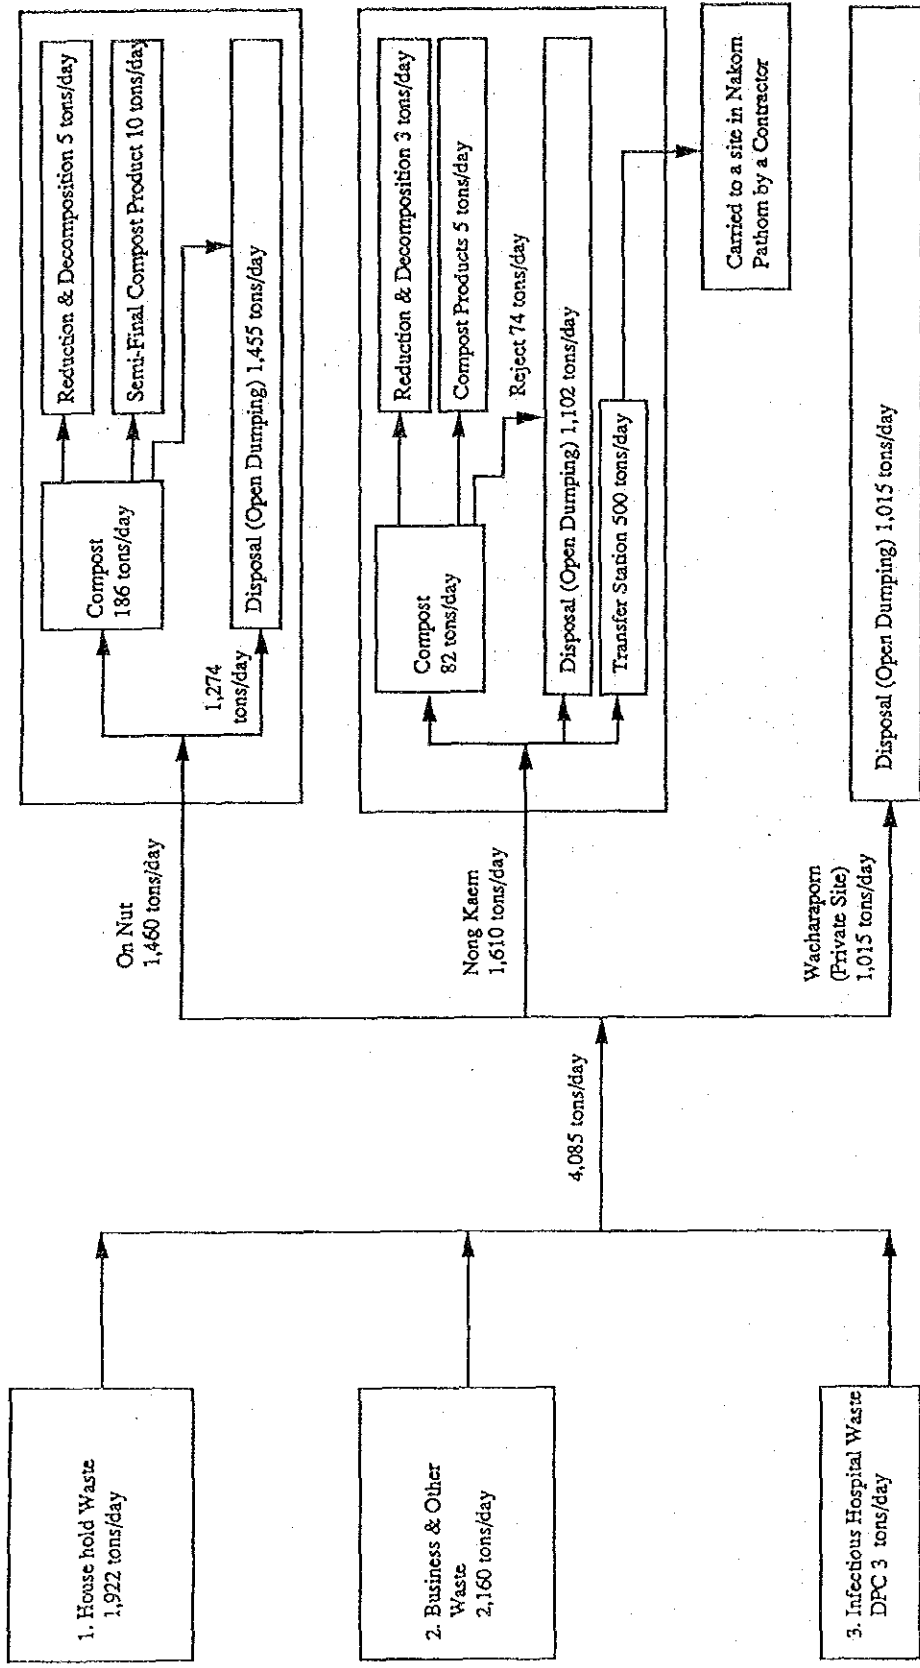 1. House hold Waste
1,922 tons/day
2. Business & Other
Waste
2,160 tons/day
3. Infectious Hospital Waste
DPC 3 tons/day
4,085 tons/day
On Nut
1,460 tons/day
Compost
186 tons/day
1,274
tons/day
Reduction & Decomposition 5 tons/day
Semi-Final Compost Product 10 tons/day
Disposal (Open Dumping) 1,455 tons/day
Nong Kaem
1,610 tons/day
Compost
82 tons/day
Reduction & Decomposition 3 tons/day
Compost Products 5 tons/day
Reject 74 tons/day
Disposal (Open Dumping) 1,102 tons/day
Transfer Station 500 tons/day
Carried to a site in Nakom
Pathom by a Contractor
Wacharaporn
(Private Site)
1,015 tons/day
Disposal (Open Dumping) 1,015 tons/day